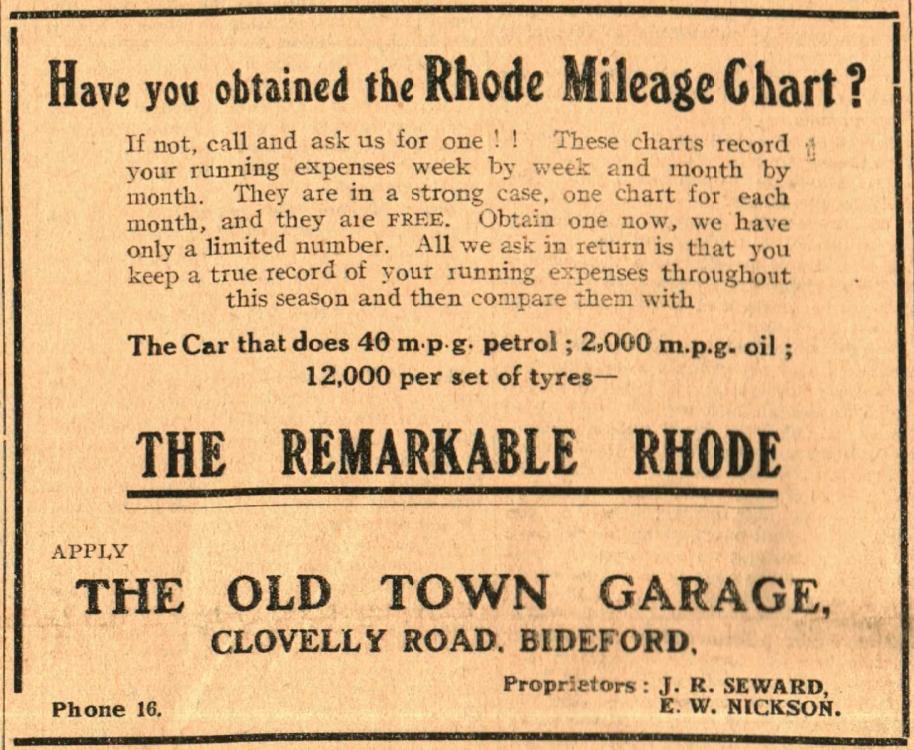 Have you obtained the Rhode Mileage Chart ?
If not, call and ask us for one ! ! These charts record
your running expenses week by week and month by
month. They are in a strong case, one chart for each
month, and they are FREE. Obtain one now, we have
only a limited number. All we ask in return is that you
keep a true record of your running expenses throughout
this season and then compare them with
The Car that does 40 m.p.g. petrol ; 2,000 m.p.g. oil ;
12,000 per set of tyres—
THE REMARKABLE RHODE
APPLY
THE OLD TOWN GARAGE,
CLOVELLY ROAD. BIDEFORD,
Proprietors : J. R. SEWARD,
Phone 16. E. W. NICKSON.